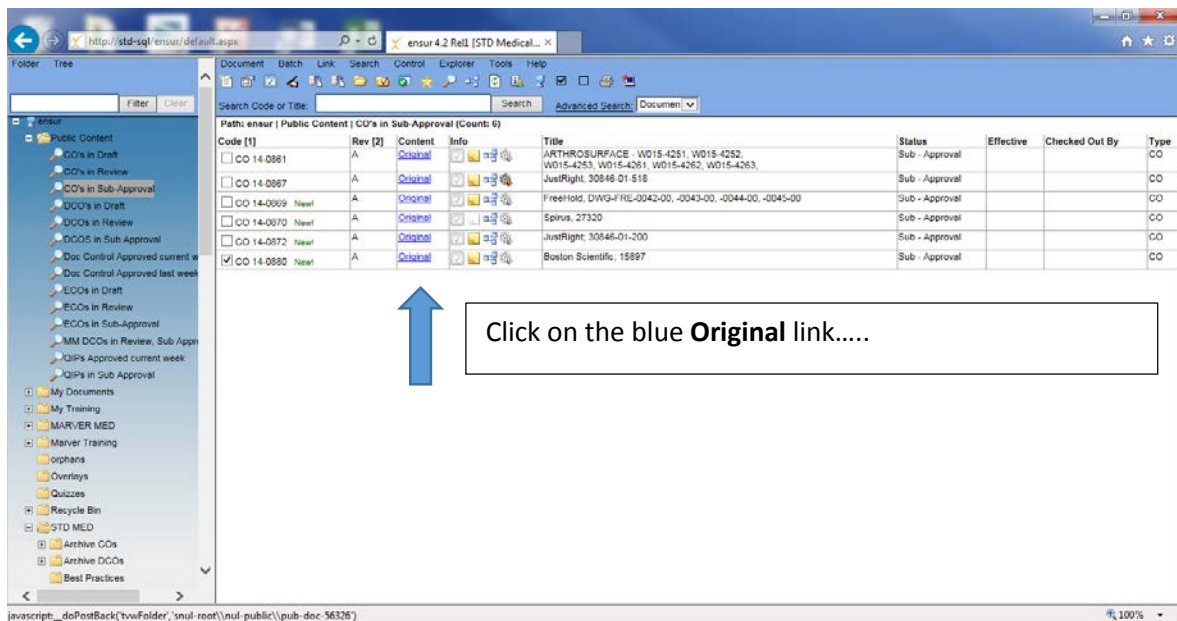 http://std-sql/ensur/default.aspx
ensur 4.2 Rel1 [STD Medical...
Folder Tree
Document Batch Link Search Control Explorer Tools Help
Filter Clear
Search Code or Title: Search Advanced Search: Documen
ensur
Public Content
CO's in Draft
CO's in Review
CO's in Sub-Approval
DCO's in Draft
DCOs in Review
DCOS in Sub Approval
Doc Control Approved current w
Doc Control Approved last week
ECOs in Draft
ECOs in Review
ECOs in Sub-Approval
MM DCOs in Review, Sub Appr
QIPs Approved current week
QIPs in Sub Approval
My Documents
My Training
MARVER MED
Marver Training
orphans
Overlays
Quizzes
Recycle Bin
STD MED
Archive COs
Archive DCOs
Best Practices
Path: ensur | Public Content | CO's in Sub-Approval (Count: 6)
Code [1] Rev [2] Content Info Title Status Effective Checked Out By Type
CO 14-0861 A Original ARTHROSURFACE - W015-4251, W015-4252, Sub - Approval CO
W015-4253, W015-4261, W015-4262, W015-4263,
CO 14-0867 A Original JustRight; 30846-01-518 Sub - Approval CO
CO 14-0869 New! A Original FreeHold, DWG-FRE-0042-00, -0043-00, -0044-00, -0045-00 Sub - Approval CO
CO 14-0870 New! A Original Spirus, 27320 Sub - Approval CO
CO 14-0872 New! A Original JustRight; 30846-01-200 Sub - Approval CO
CO 14-0880 New! A Original Boston Scientific, 15897 Sub - Approval CO
Click on the blue Original link.....
javascript:__doPostBack('tvwFolder','snul-root\\nul-public\\pub-doc-56326')
100%